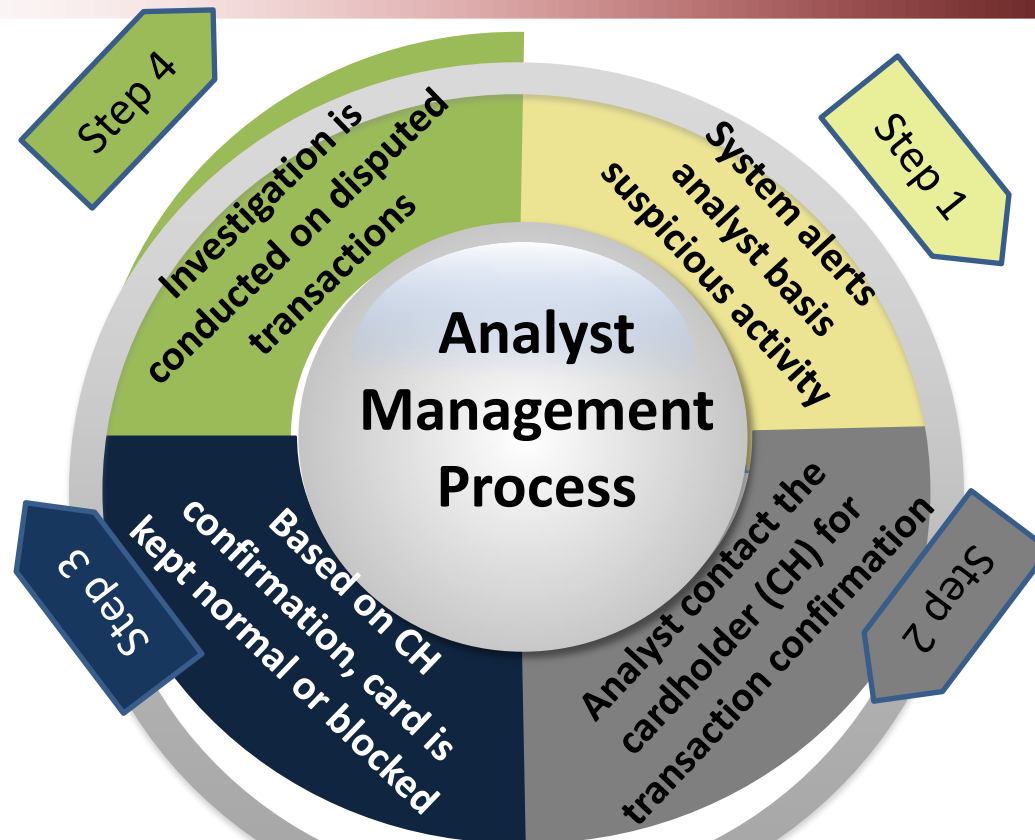 Analyst
Management
Process
Step 1
System alerts
analyst basis
suspicious activity
Step 2
Analyst contact the
cardholder (CH) for
transaction confirmation
Step 3
Based on CH
confirmation, card is
kept normal or blocked
Step 4
Investigation is
conducted on disputed
transactions